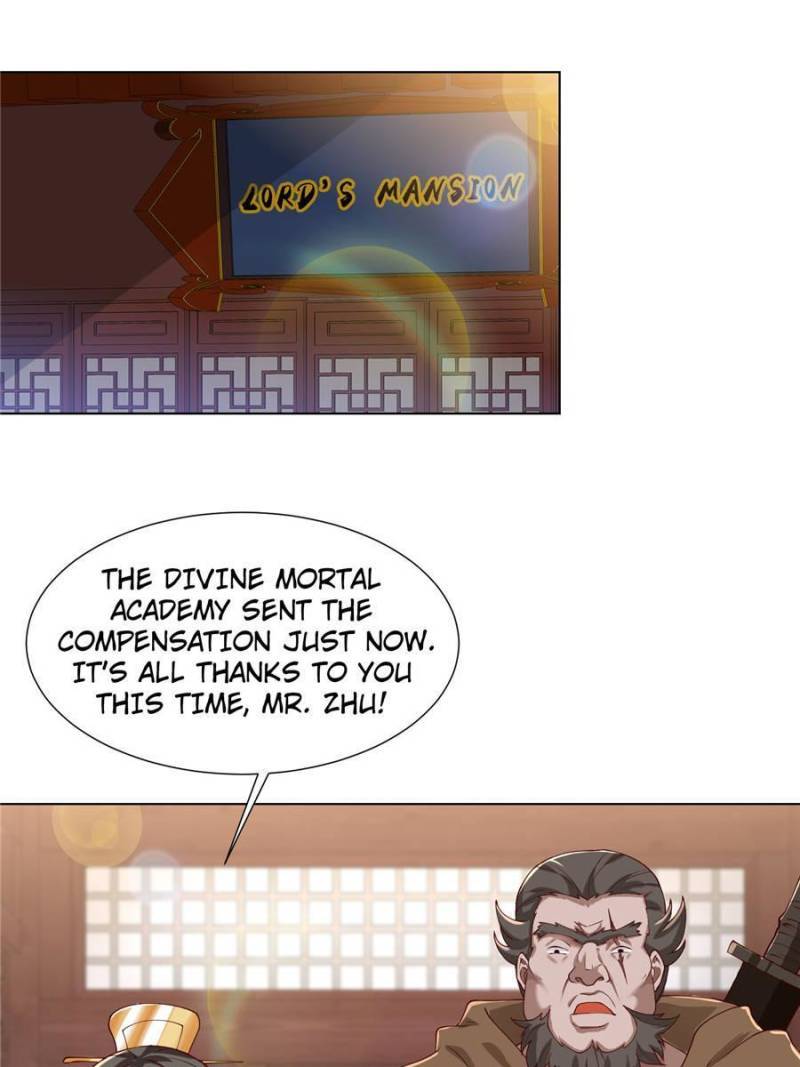 LORD'S MANSION
THE DIVINE MORTAL
ACADEMY SENT THE
COMPENSATION JUST NOW.
IT'S ALL THANKS TO YOU
THIS TIME, MR. ZHU!